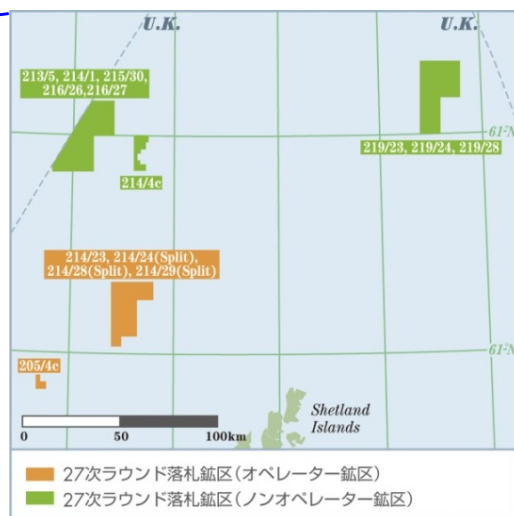 U.K.
U.K.
213/5, 214/1, 215/30,
216/26,216/27
61°N
219/23, 219/24, 219/28
214/4c
214/23, 214/24(Split),
214/28(Split), 214/29(Split)
61°N
205/4c
Shetland
Islands
0 50 100km
27次ラウンド落札鉱区(オペレーター鉱区)
27次ラウンド落札鉱区(ノンオペレーター鉱区)